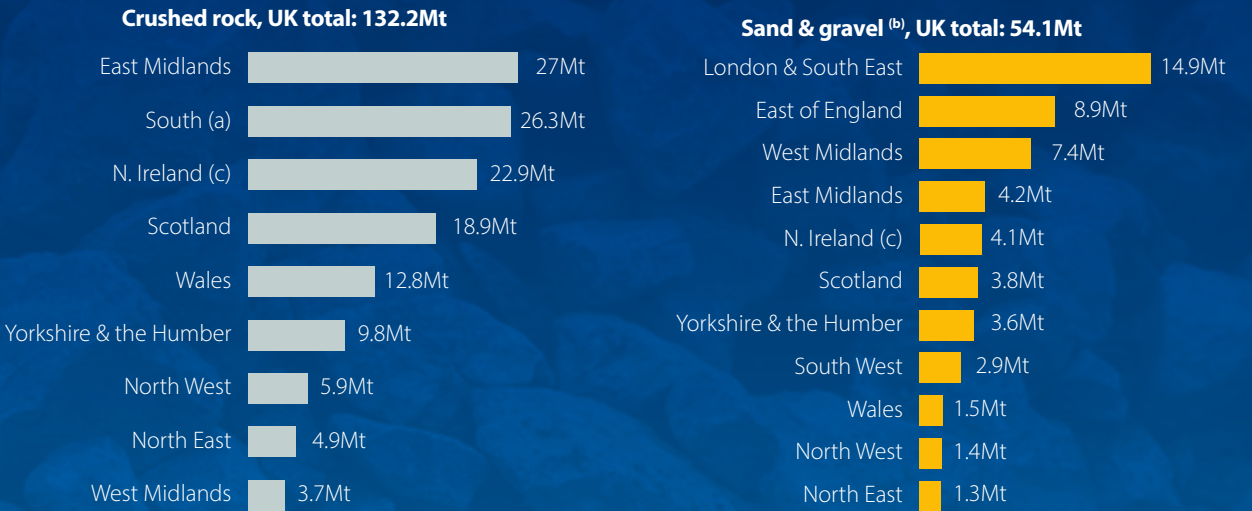 Crushed rock, UK total: 132.2Mt
East Midlands 27Mt
South (a) 26.3Mt
N. Ireland (c) 22.9Mt
Scotland 18.9Mt
Wales 12.8Mt
Yorkshire & the Humber 9.8Mt
North West 5.9Mt
North East 4.9Mt
West Midlands 3.7Mt
Sand & gravel (b), UK total: 54.1Mt
London & South East 14.9Mt
East of England 8.9Mt
West Midlands 7.4Mt
East Midlands 4.2Mt
N. Ireland (c) 4.1Mt
Scotland 3.8Mt
Yorkshire & the Humber 3.6Mt
South West 2.9Mt
Wales 1.5Mt
North West 1.4Mt
North East 1.3Mt